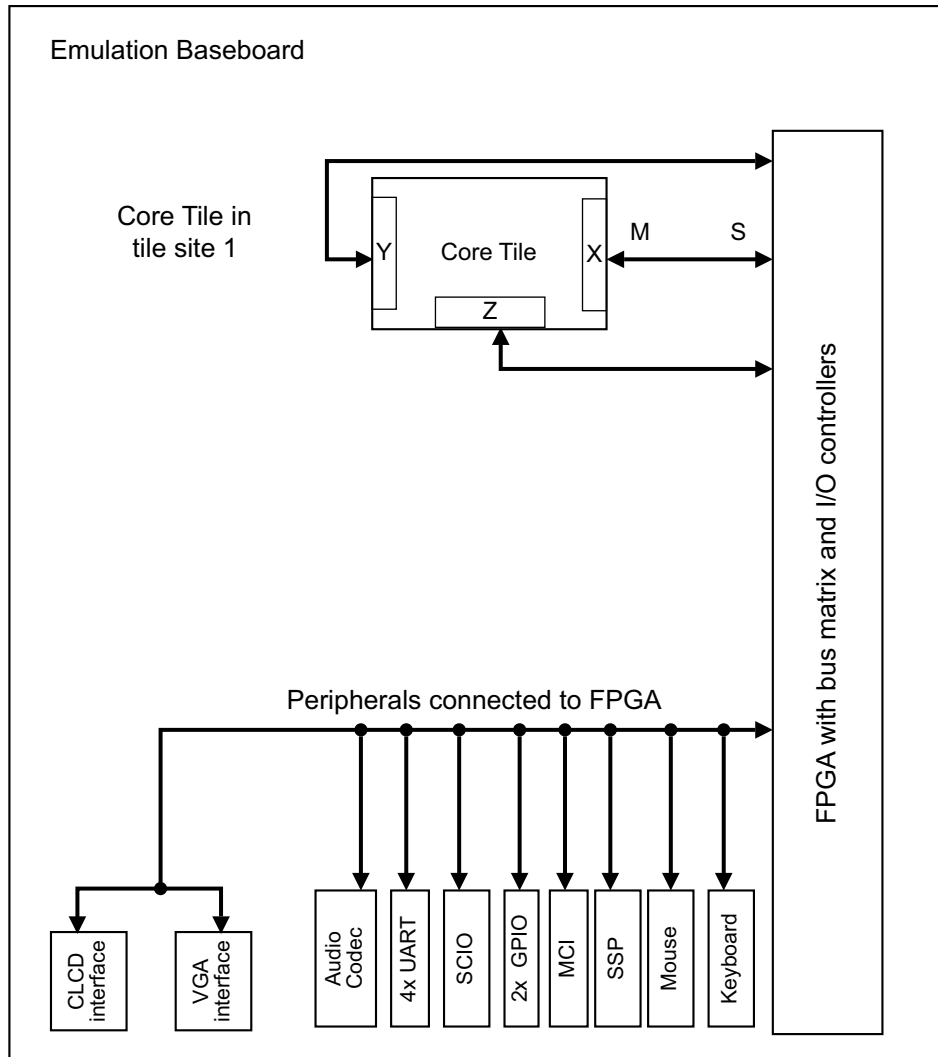 Emulation Baseboard
Core Tile in
tile site 1
Y
Core Tile
X
Z
M
S
FPGA with bus matrix and I/O controllers
Peripherals connected to FPGA
CLCD
interface
VGA
interface
Audio
Codec
4x UART
SCIO
2x GPIO
MCI
SSP
Mouse
Keyboard